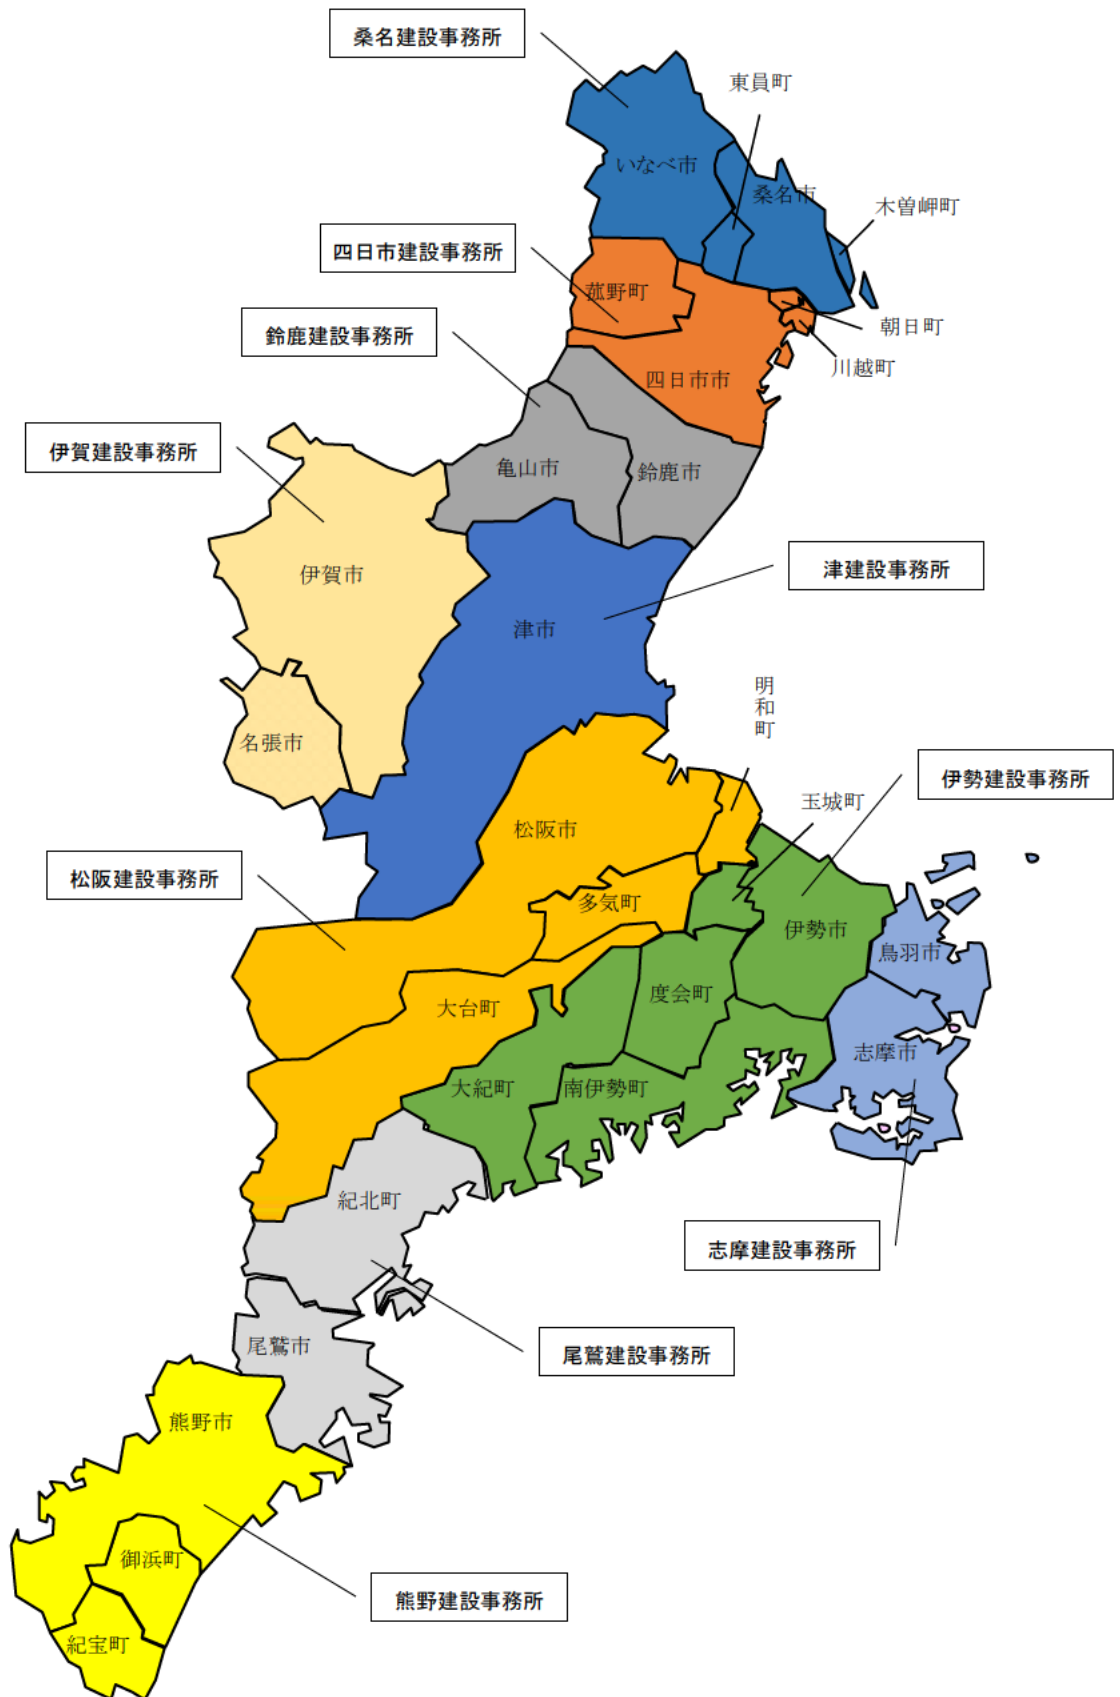 桑名建設事務所
東員町
いなべ市
桑名市
木曽岬町
四日市建設事務所
菰野町
鈴鹿建設事務所
朝日町
川越町
四日市市
伊賀建設事務所
亀山市
鈴鹿市
津建設事務所
伊賀市
津市
明和町
名張市
伊勢建設事務所
玉城町
松阪市
松阪建設事務所
多気町
伊勢市
鳥羽市
度会町
大台町
志摩市
大紀町
南伊勢町
紀北町
志摩建設事務所
尾鷲市
尾鷲建設事務所
熊野市
御浜町
熊野建設事務所
紀宝町